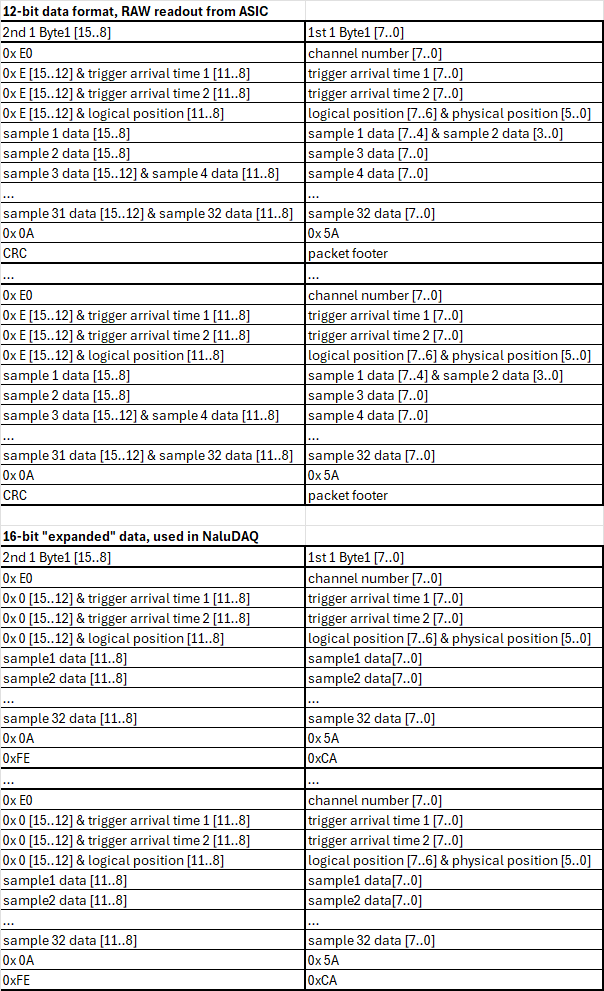 12-bit data format, RAW readout from ASIC
2nd 1 Byte1 [15..8] 1st 1 Byte1 [7..0]
0x E0 channel number [7..0]
0x E [15..12] & trigger arrival time 1 [11..8] trigger arrival time 1 [7..0]
0x E [15..12] & trigger arrival time 2 [11..8] trigger arrival time 2 [7..0]
0x E [15..12] & logical position [11..8] logical position [7..6] & physical position [5..0]
sample 1 data [15..8] sample 1 data [7..4] & sample 2 data [3..0]
sample 2 data [15..8] sample 3 data [7..0]
sample 3 data [15..12] & sample 4 data [11..8] sample 4 data [7..0]
... ...
sample 31 data [15..12] & sample 32 data [11..8] sample 32 data [7..0]
0x 0A 0x 5A
CRC packet footer
... ...
0x E0 channel number [7..0]
0x E [15..12] & trigger arrival time 1 [11..8] trigger arrival time 1 [7..0]
0x E [15..12] & trigger arrival time 2 [11..8] trigger arrival time 2 [7..0]
0x E [15..12] & logical position [11..8] logical position [7..6] & physical position [5..0]
sample 1 data [15..8] sample 1 data [7..4] & sample 2 data [3..0]
sample 2 data [15..8] sample 3 data [7..0]
sample 3 data [15..12] & sample 4 data [11..8] sample 4 data [7..0]
... ...
sample 31 data [15..12] & sample 32 data [11..8] sample 32 data [7..0]
0x 0A 0x 5A
CRC packet footer
16-bit "expanded" data, used in NaluDAQ
2nd 1 Byte1 [15..8] 1st 1 Byte1 [7..0]
0x E0 channel number [7..0]
0x 0 [15..12] & trigger arrival time 1 [11..8] trigger arrival time 1 [7..0]
0x 0 [15..12] & trigger arrival time 2 [11..8] trigger arrival time 2 [7..0]
0x 0 [15..12] & logical position [11..8] logical position [7..6] & physical position [5..0]
sample1 data [11..8] sample1 data[7..0]
sample2 data [11..8] sample2 data[7..0]
... ...
sample 32 data [11..8] sample 32 data [7..0]
0x 0A 0x 5A
0xFE 0xCA
... ...
0x E0 channel number [7..0]
0x 0 [15..12] & trigger arrival time 1 [11..8] trigger arrival time 1 [7..0]
0x 0 [15..12] & trigger arrival time 2 [11..8] trigger arrival time 2 [7..0]
0x 0 [15..12] & logical position [11..8] logical position [7..6] & physical position [5..0]
sample1 data [11..8] sample1 data[7..0]
sample2 data [11..8] sample2 data[7..0]
... ...
sample 32 data [11..8] sample 32 data [7..0]
0x 0A 0x 5A
0xFE 0xCA